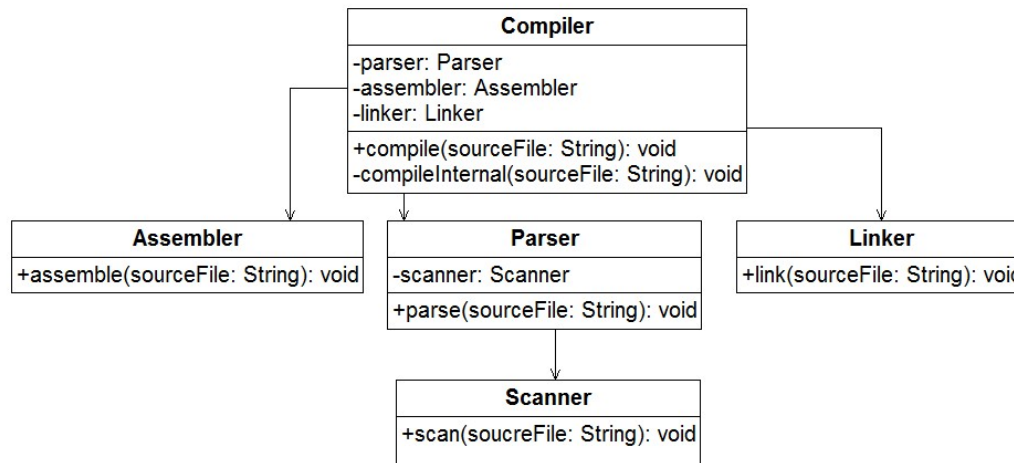 Compiler
-parser: Parser
-assembler: Assembler
-linker: Linker
+compile(sourceFile: String): void
-compileInternal(sourceFile: String): void
Assembler
+assemble(sourceFile: String): void
Parser
-scanner: Scanner
+parse(sourceFile: String): void
Linker
+link(sourceFile: String): void
Scanner
+scan(soucreFile: String): void